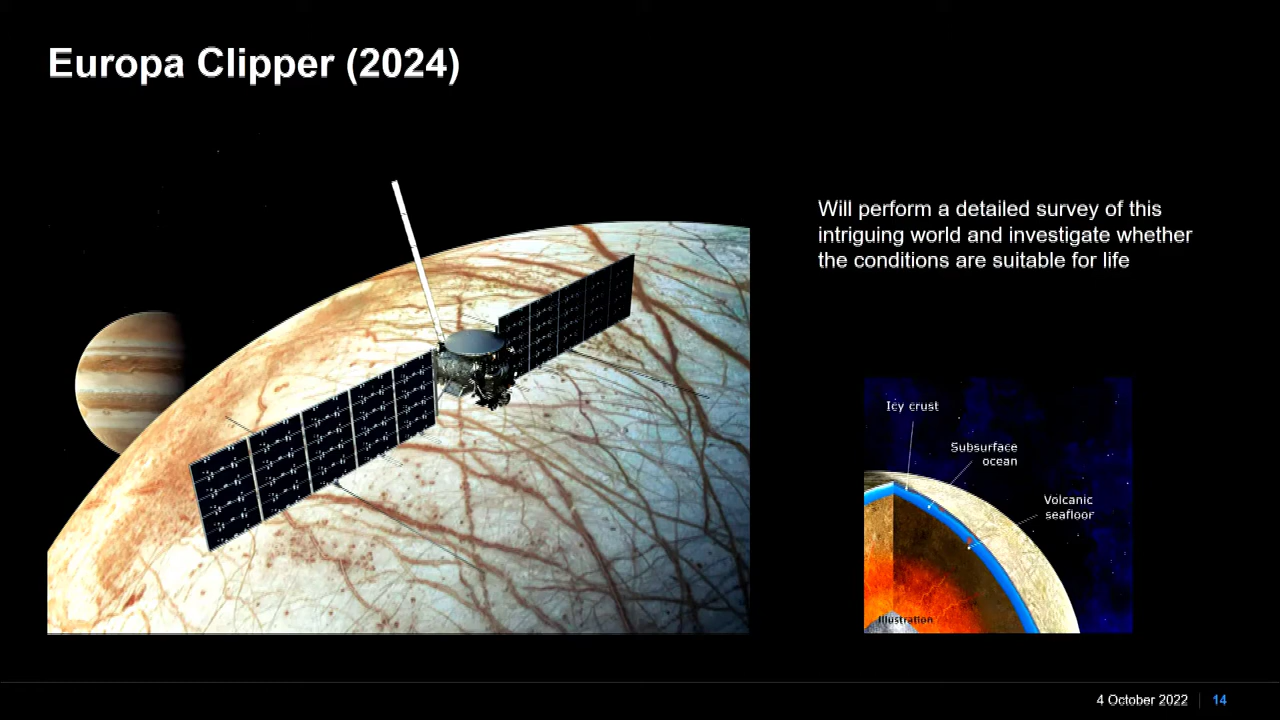 Europa Clipper (2024)
Will perform a detailed survey of this
intriguing world and investigate whether
the conditions are suitable for life
Icy crust
Subsurface
ocean
Volcanic
seafloor
Illustration
4 October 2022 | 14